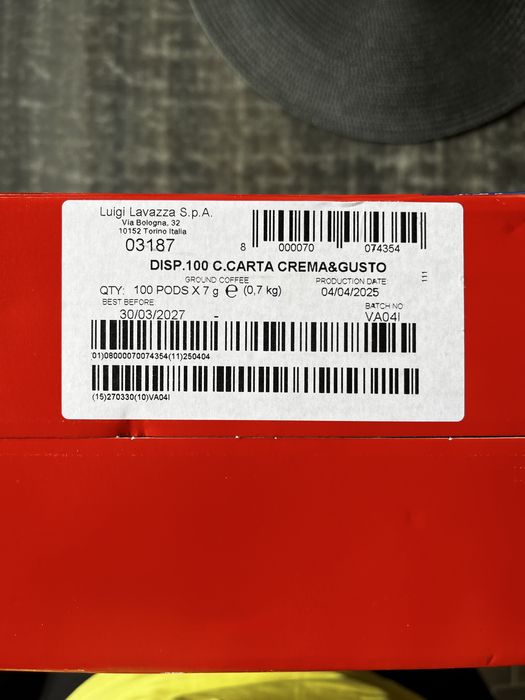 Luigi Lavazza S.p.A.
Via Bologna, 32
10152 Torino Italia
03187
8 000070 074354
DISP.100 C.CARTA CREMA&GUSTO
GROUND COFFEE
PRODUCTION DATE
111
QTY: 100 PODS X 7 g ℮ (0,7 kg)
04/04/2025
BEST BEFORE
BATCH NO
30/03/2027 -
VA04I
01)08000070074354(11)250404
(15)270330(10)VA04I